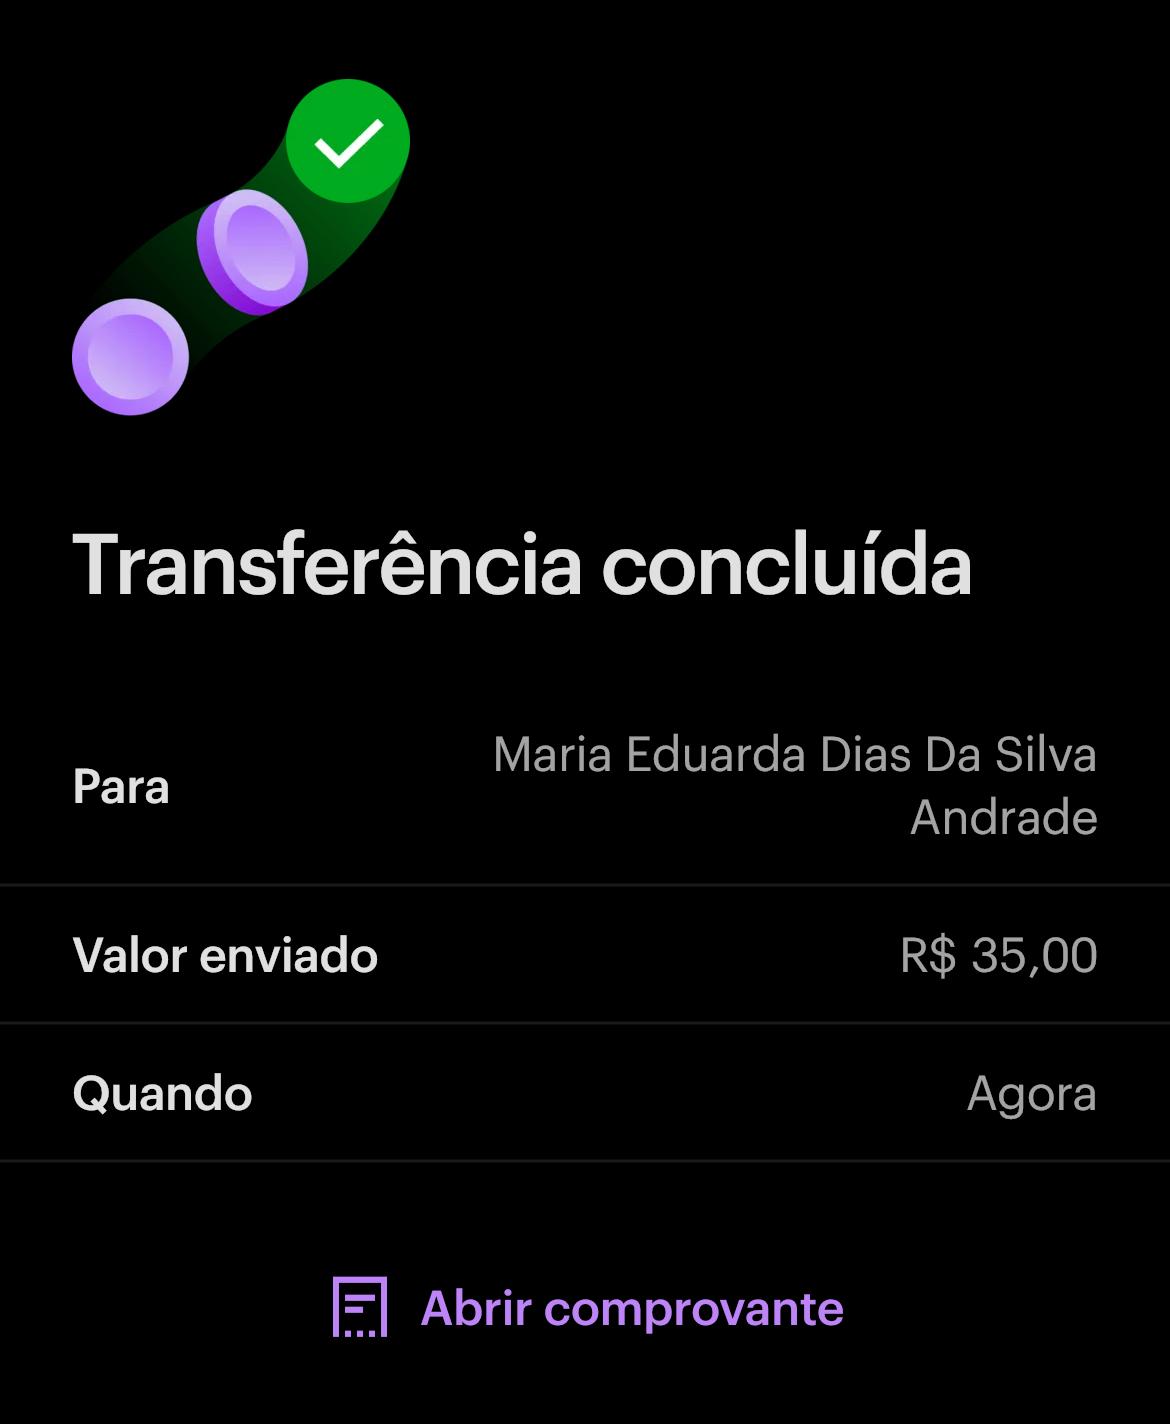 Transferência concluída
Para
Maria Eduarda Dias Da Silva
Andrade
Valor enviado
R$ 35,00
Quando
Agora
Abrir comprovante